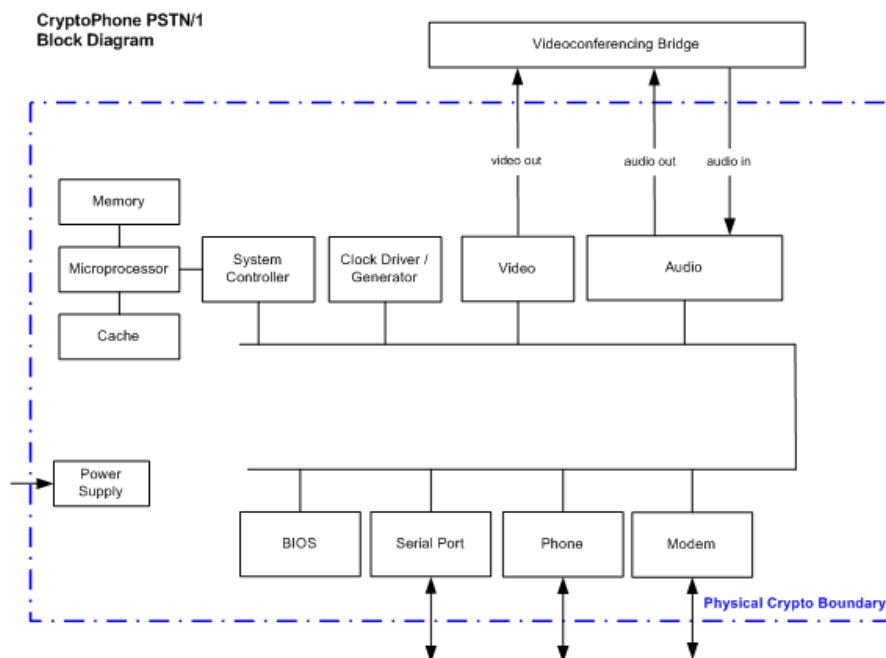 CryptoPhone PSTN/1
Block Diagram
Videoconferencing Bridge
video out
audio out
audio in
Memory
Microprocessor
Cache
System
Controller
Clock Driver /
Generator
Video
Audio
Power
Supply
BIOS
Serial Port
Phone
Modem
Physical Crypto Boundary